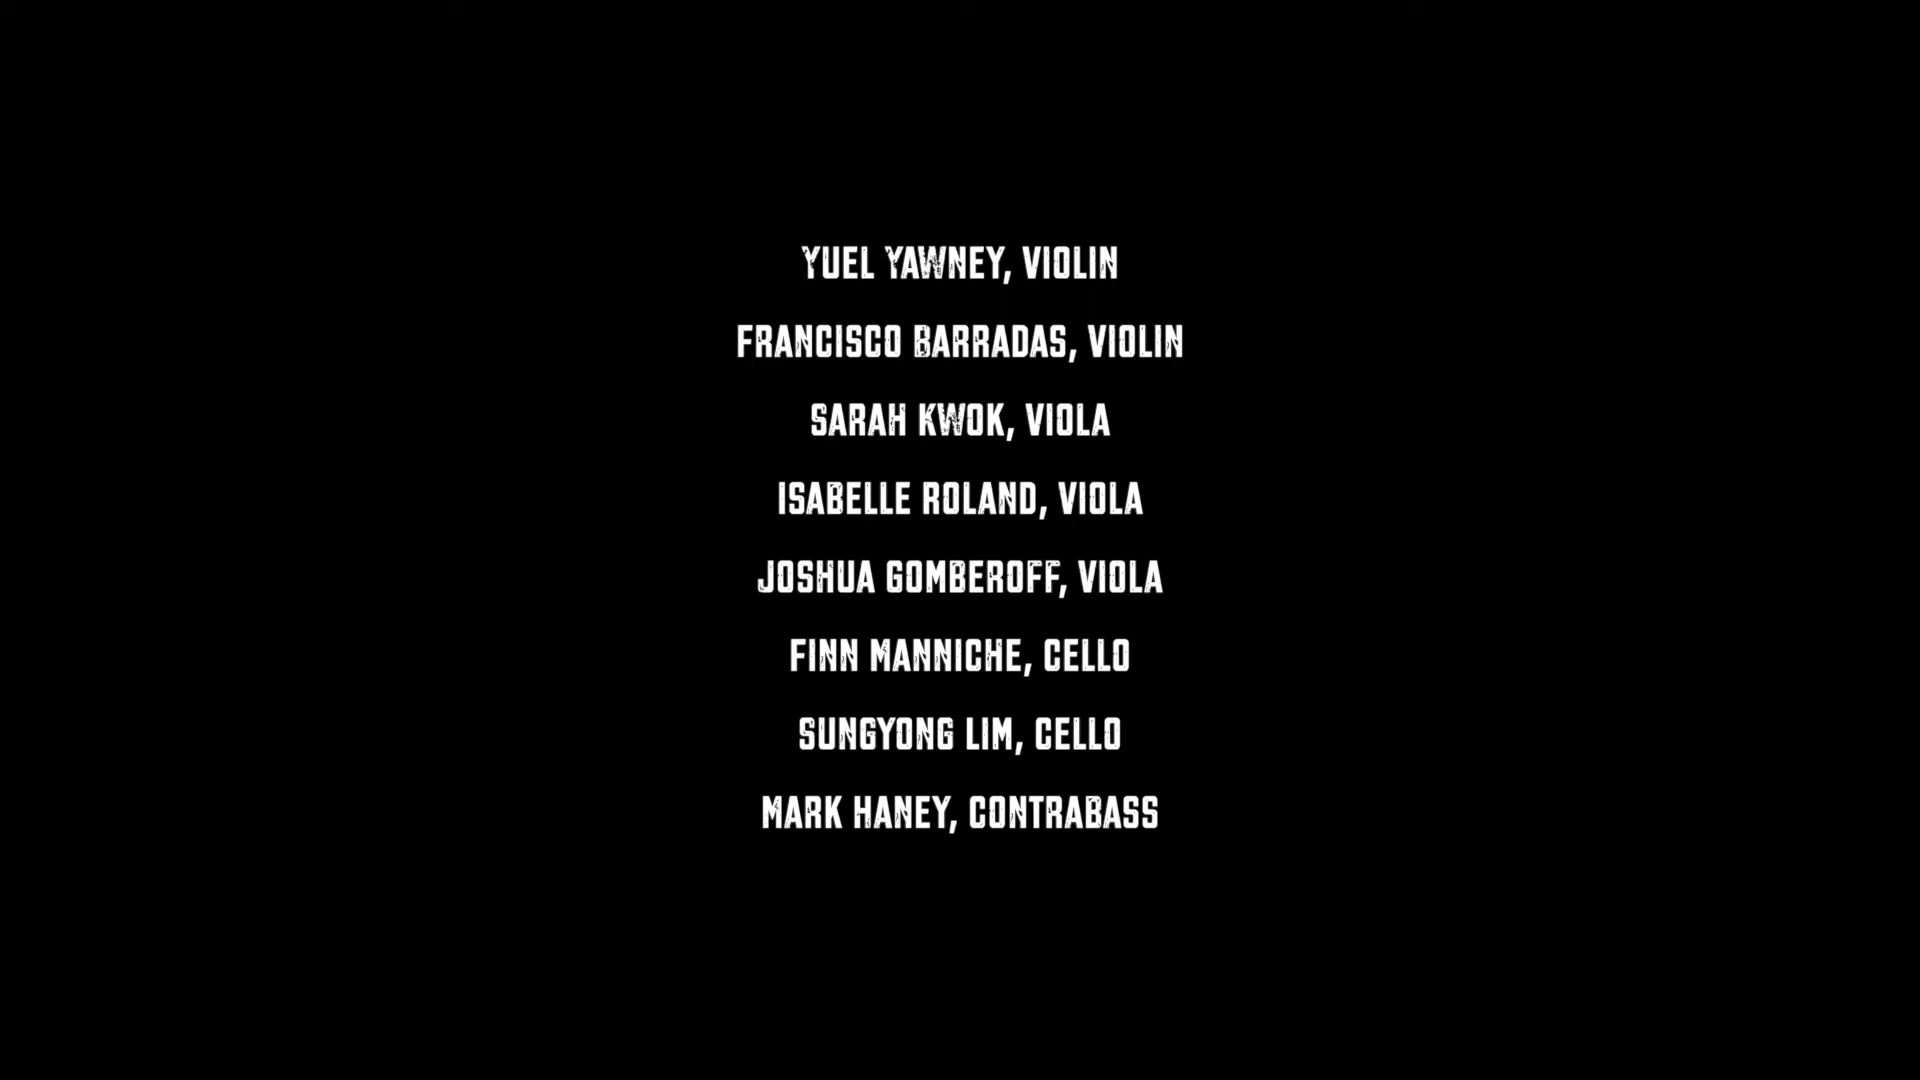 YUEL YAWNEY, VIOLIN
FRANCISCO BARRADAS, VIOLIN
SARAH KWOK, VIOLA
ISABELLE ROLAND, VIOLA
JOSHUA GOMBEROFF, VIOLA
FINN MANNICHE, CELLO
SUNGYONG LIM, CELLO
MARK HANEY, CONTRABASS